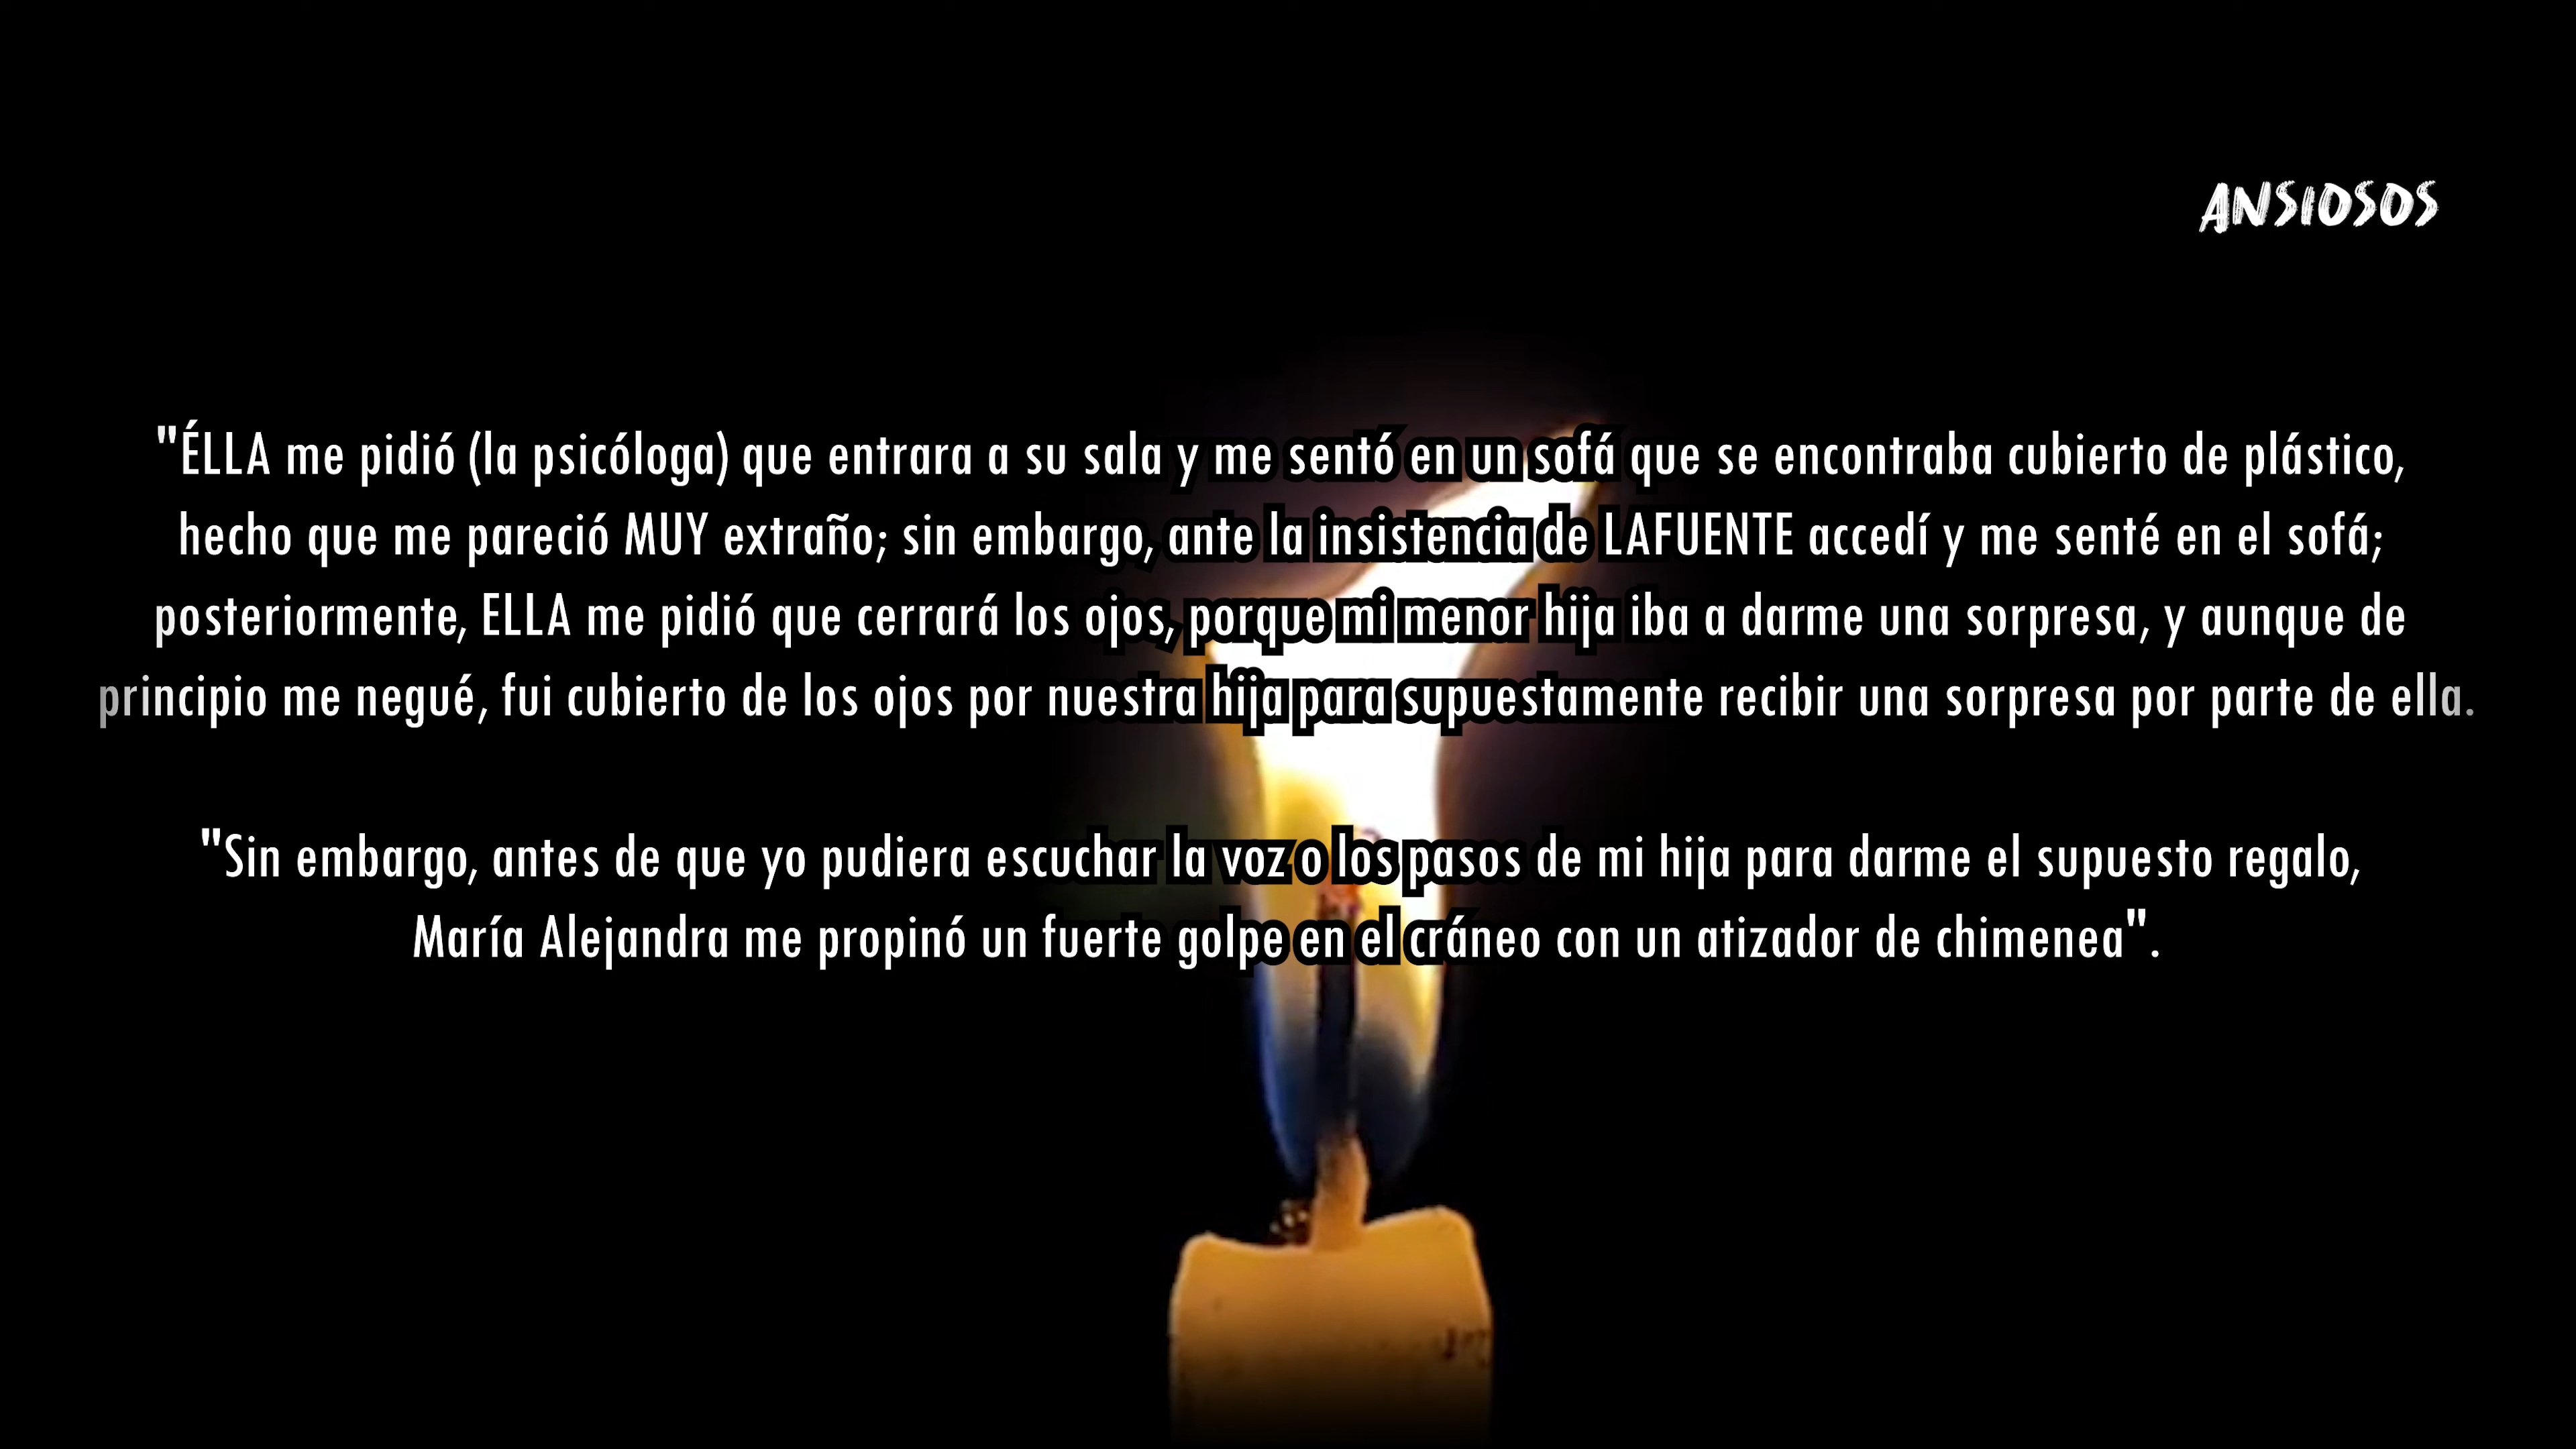 ANSIOSOS
"ÉLLA me pidió (la psicóloga) que entrara a su sala y me sentó en un sofá que se encontraba cubierto de plástico,
hecho que me pareció MUY extraño; sin embargo, ante la insistencia de LAFUENTE accedí y me senté en el sofá;
posteriormente, ELLA me pidió que cerrará los ojos, porque mi menor hija iba a darme una sorpresa, y aunque de
principio me negué, fui cubierto de los ojos por nuestra hija para supuestamente recibir una sorpresa por parte de ella.
"Sin embargo, antes de que yo pudiera escuchar la voz o los pasos de mi hija para darme el supuesto regalo,
María Alejandra me propinó un fuerte golpe en el cráneo con un atizador de chimenea".